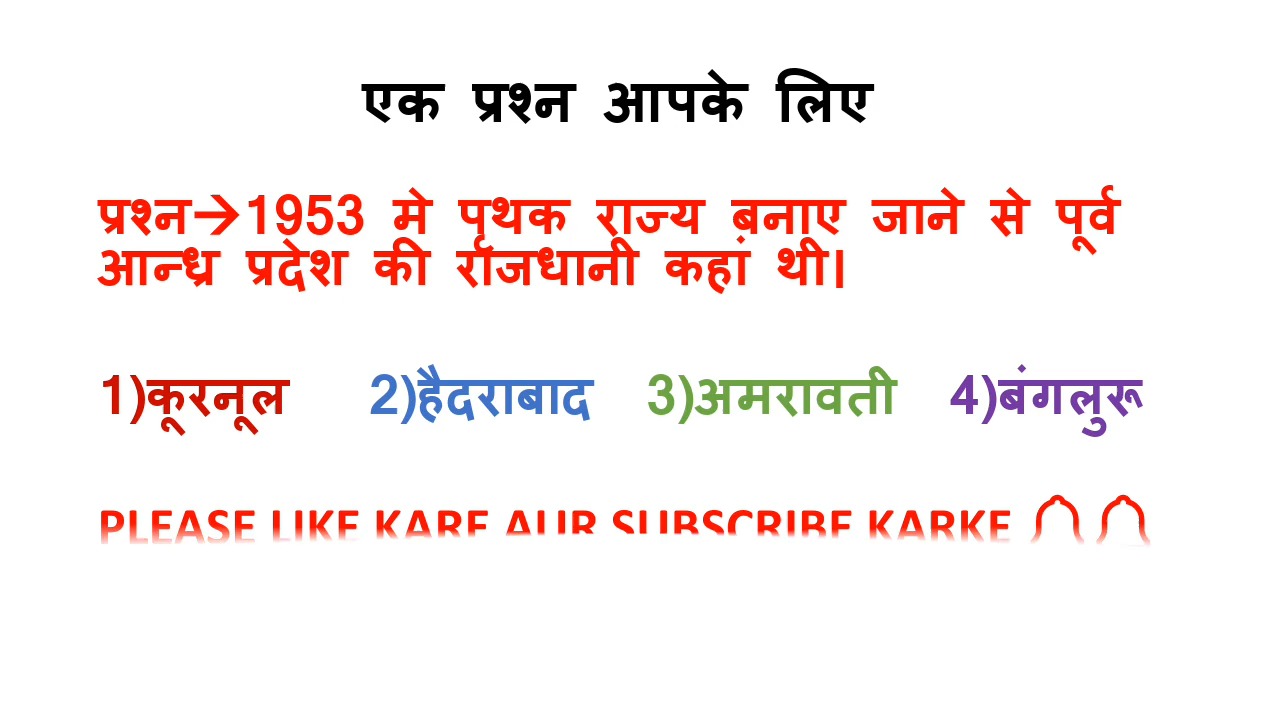 एक प्रश्न आपके लिए
प्रश्न→1953 मे पृथक राज्य बनाए जाने से पूर्व
आन्ध्र प्रदेश की राजधानी कहां थी।
1)कूरनूल 2)हैदराबाद 3)अमरावती 4)बंगलुरू
PLEASE LIKE KARE AUR SUBSCRIBE KARKE